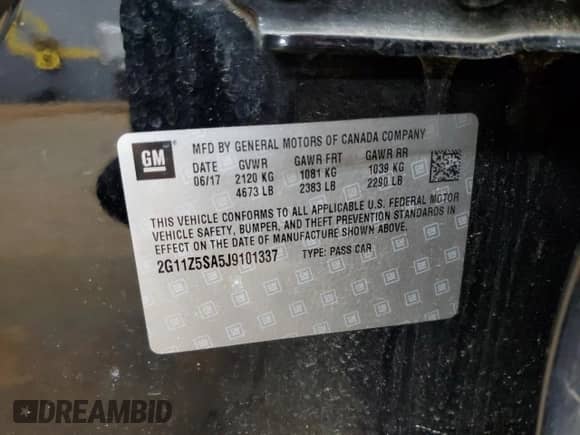 GM
MFD BY GENERAL MOTORS OF CANADA COMPANY
DATE GVWR GAWR FRT GAWR RR
06/17 2120 KG 1081 KG 1039 KG
4673 LB 2383 LB 2290 LB
THIS VEHICLE CONFORMS TO ALL APPLICABLE U.S. FEDERAL MOTOR
VEHICLE SAFETY, BUMPER, AND THEFT PREVENTION STANDARDS IN
EFFECT ON THE DATE OF MANUFACTURE SHOWN ABOVE.
2G11Z5SA5J9101337 TYPE: PASS CAR
DREAMBID